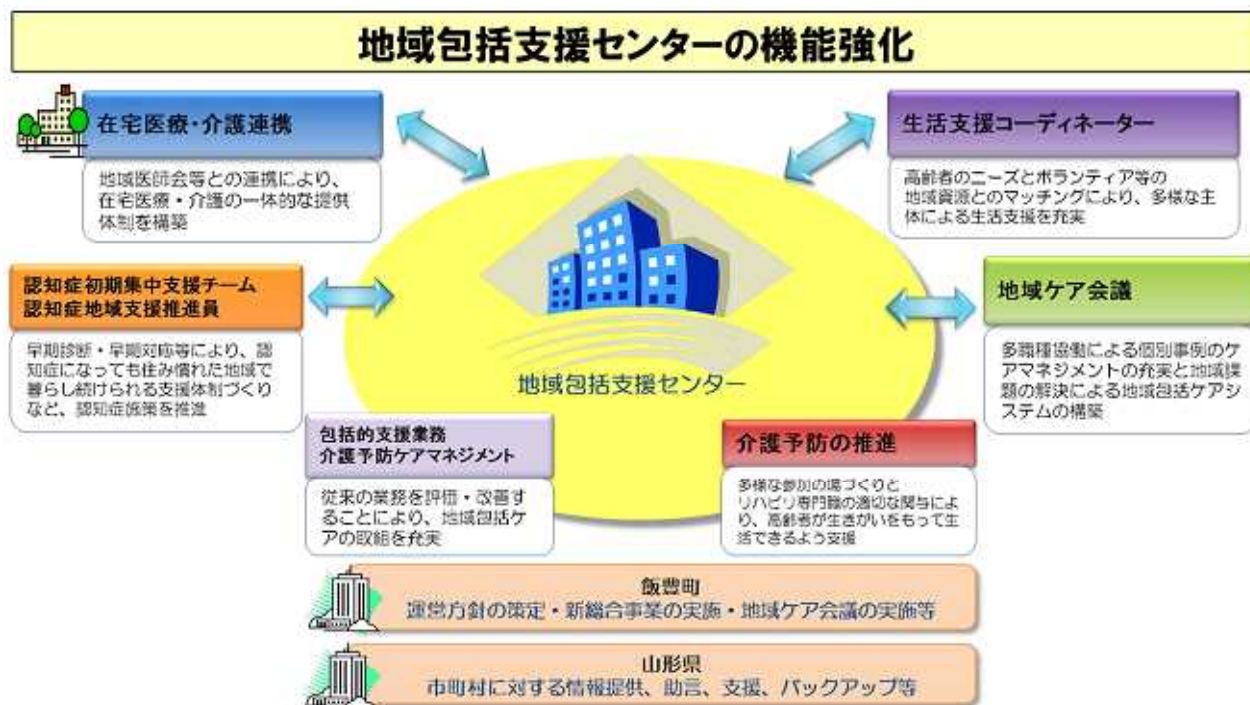 地域包括支援センターの機能強化
在宅医療・介護連携
地域医師会等との連携により、
在宅医療・介護の一体的な提供
体制を構築
生活支援コーディネーター
高齢者のニーズとボランティア等の
地域資源とのマッチングにより、多様な主
体による生活支援を充実
認知症初期集中支援チーム
認知症地域支援推進員
早期診断・早期対応等により、認
知症になっても住み慣れた地域で
暮らし続けられる支援体制づくり
など、認知症施策を推進
地域ケア会議
多職種協働による個別事例のケ
アマネジメントの充実と地域課
題の解決による地域包括ケアシ
ステムの構築
地域包括支援センター
包括的支援業務
介護予防ケアマネジメント
従来の業務を評価・改善す
ることにより、地域包括ケ
アの取組を充実
介護予防の推進
多様な参加の場づくりと
リハビリ専門職の適切な関与によ
り、高齢者が生きがいをもって生
活できるよう支援
飯豊町
運営方針の策定・新総合事業の実施・地域ケア会議の実施等
山形県
市町村に対する情報提供、助言、支援、バックアップ等